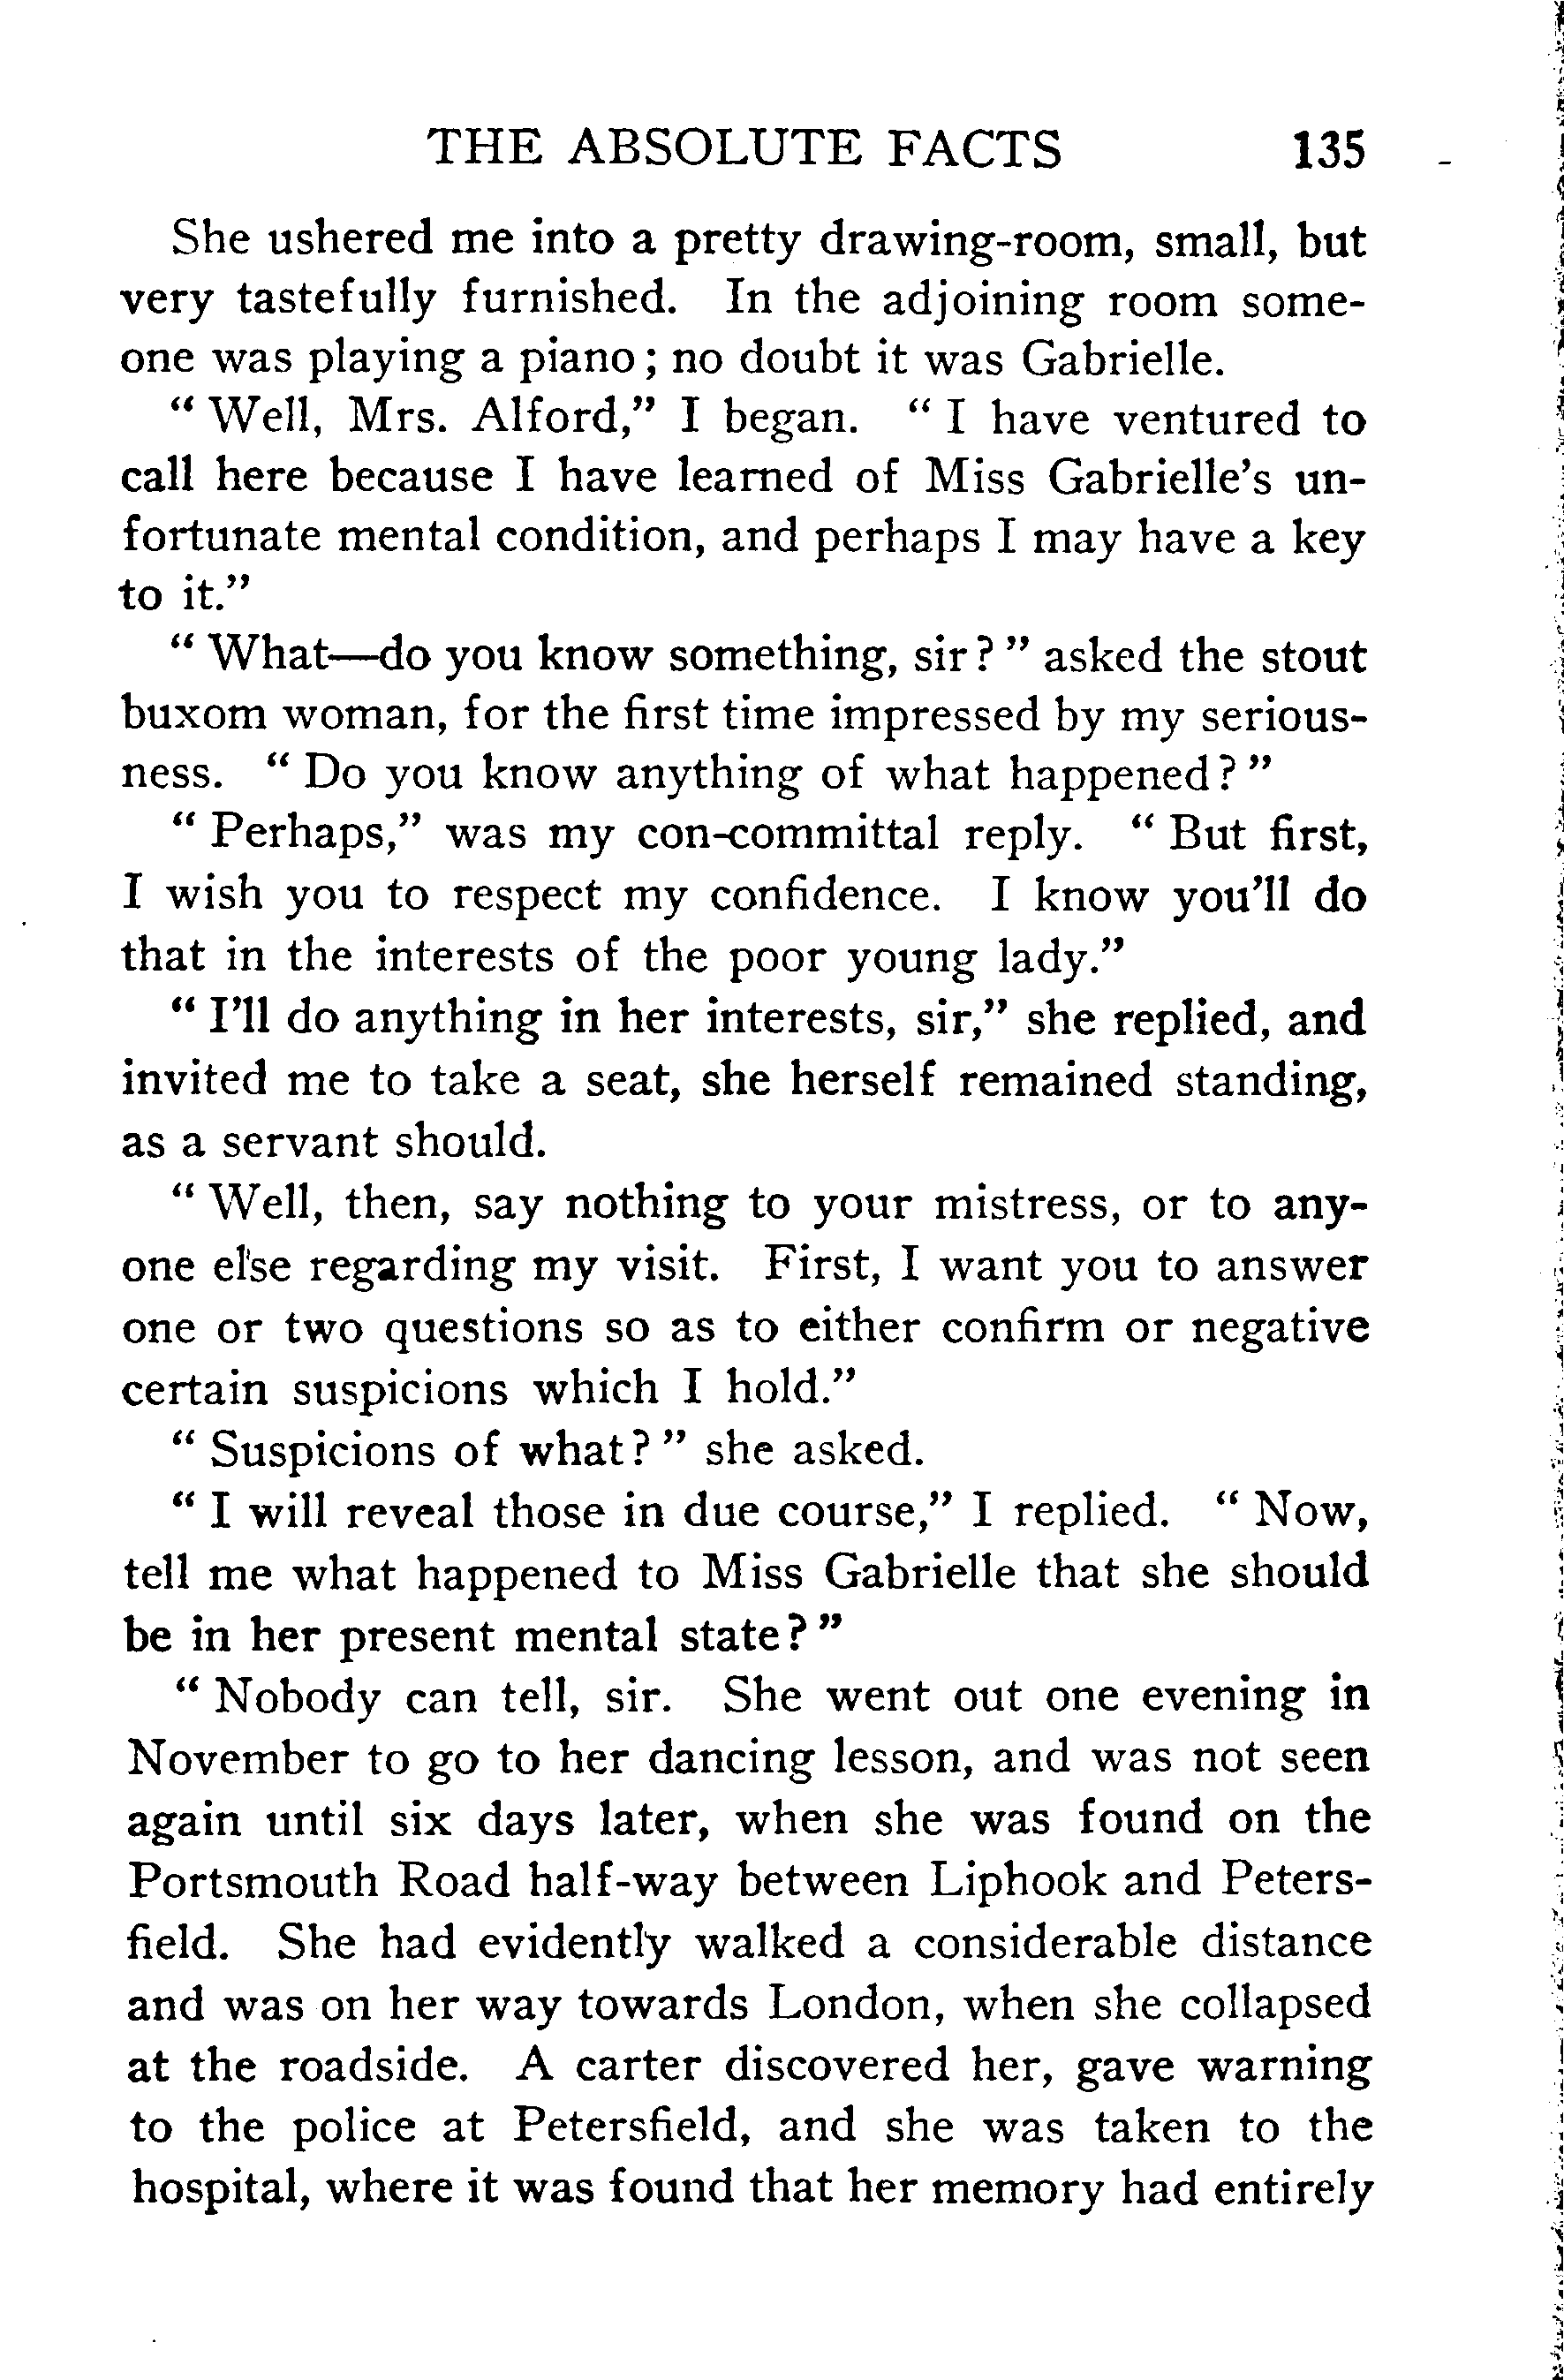 THE ABSOLUTE FACTS 135
She ushered me into a pretty drawing-room, small, but
very tastefully furnished. In the adjoining room some-
one was playing a piano; no doubt it was Gabrielle.
“Well, Mrs. Alford,” I began. “I have ventured to
call here because I have learned of Miss Gabrielle’s un-
fortunate mental condition, and perhaps I may have a key
to it.”
“What—do you know something, sir?” asked the stout
buxom woman, for the first time impressed by my serious-
ness. “Do you know anything of what happened?”
“Perhaps,” was my con-committal reply. “But first,
I wish you to respect my confidence. I know you’ll do
that in the interests of the poor young lady.”
“I’ll do anything in her interests, sir,” she replied, and
invited me to take a seat, she herself remained standing,
as a servant should.
“Well, then, say nothing to your mistress, or to any-
one else regarding my visit. First, I want you to answer
one or two questions so as to either confirm or negative
certain suspicions which I hold.”
“Suspicions of what?” she asked.
“I will reveal those in due course,” I replied. “Now,
tell me what happened to Miss Gabrielle that she should
be in her present mental state?”
“Nobody can tell, sir. She went out one evening in
November to go to her dancing lesson, and was not seen
again until six days later, when she was found on the
Portsmouth Road half-way between Liphook and Peters-
field. She had evidently walked a considerable distance
and was on her way towards London, when she collapsed
at the roadside. A carter discovered her, gave warning
to the police at Petersfield, and she was taken to the
hospital, where it was found that her memory had entirely